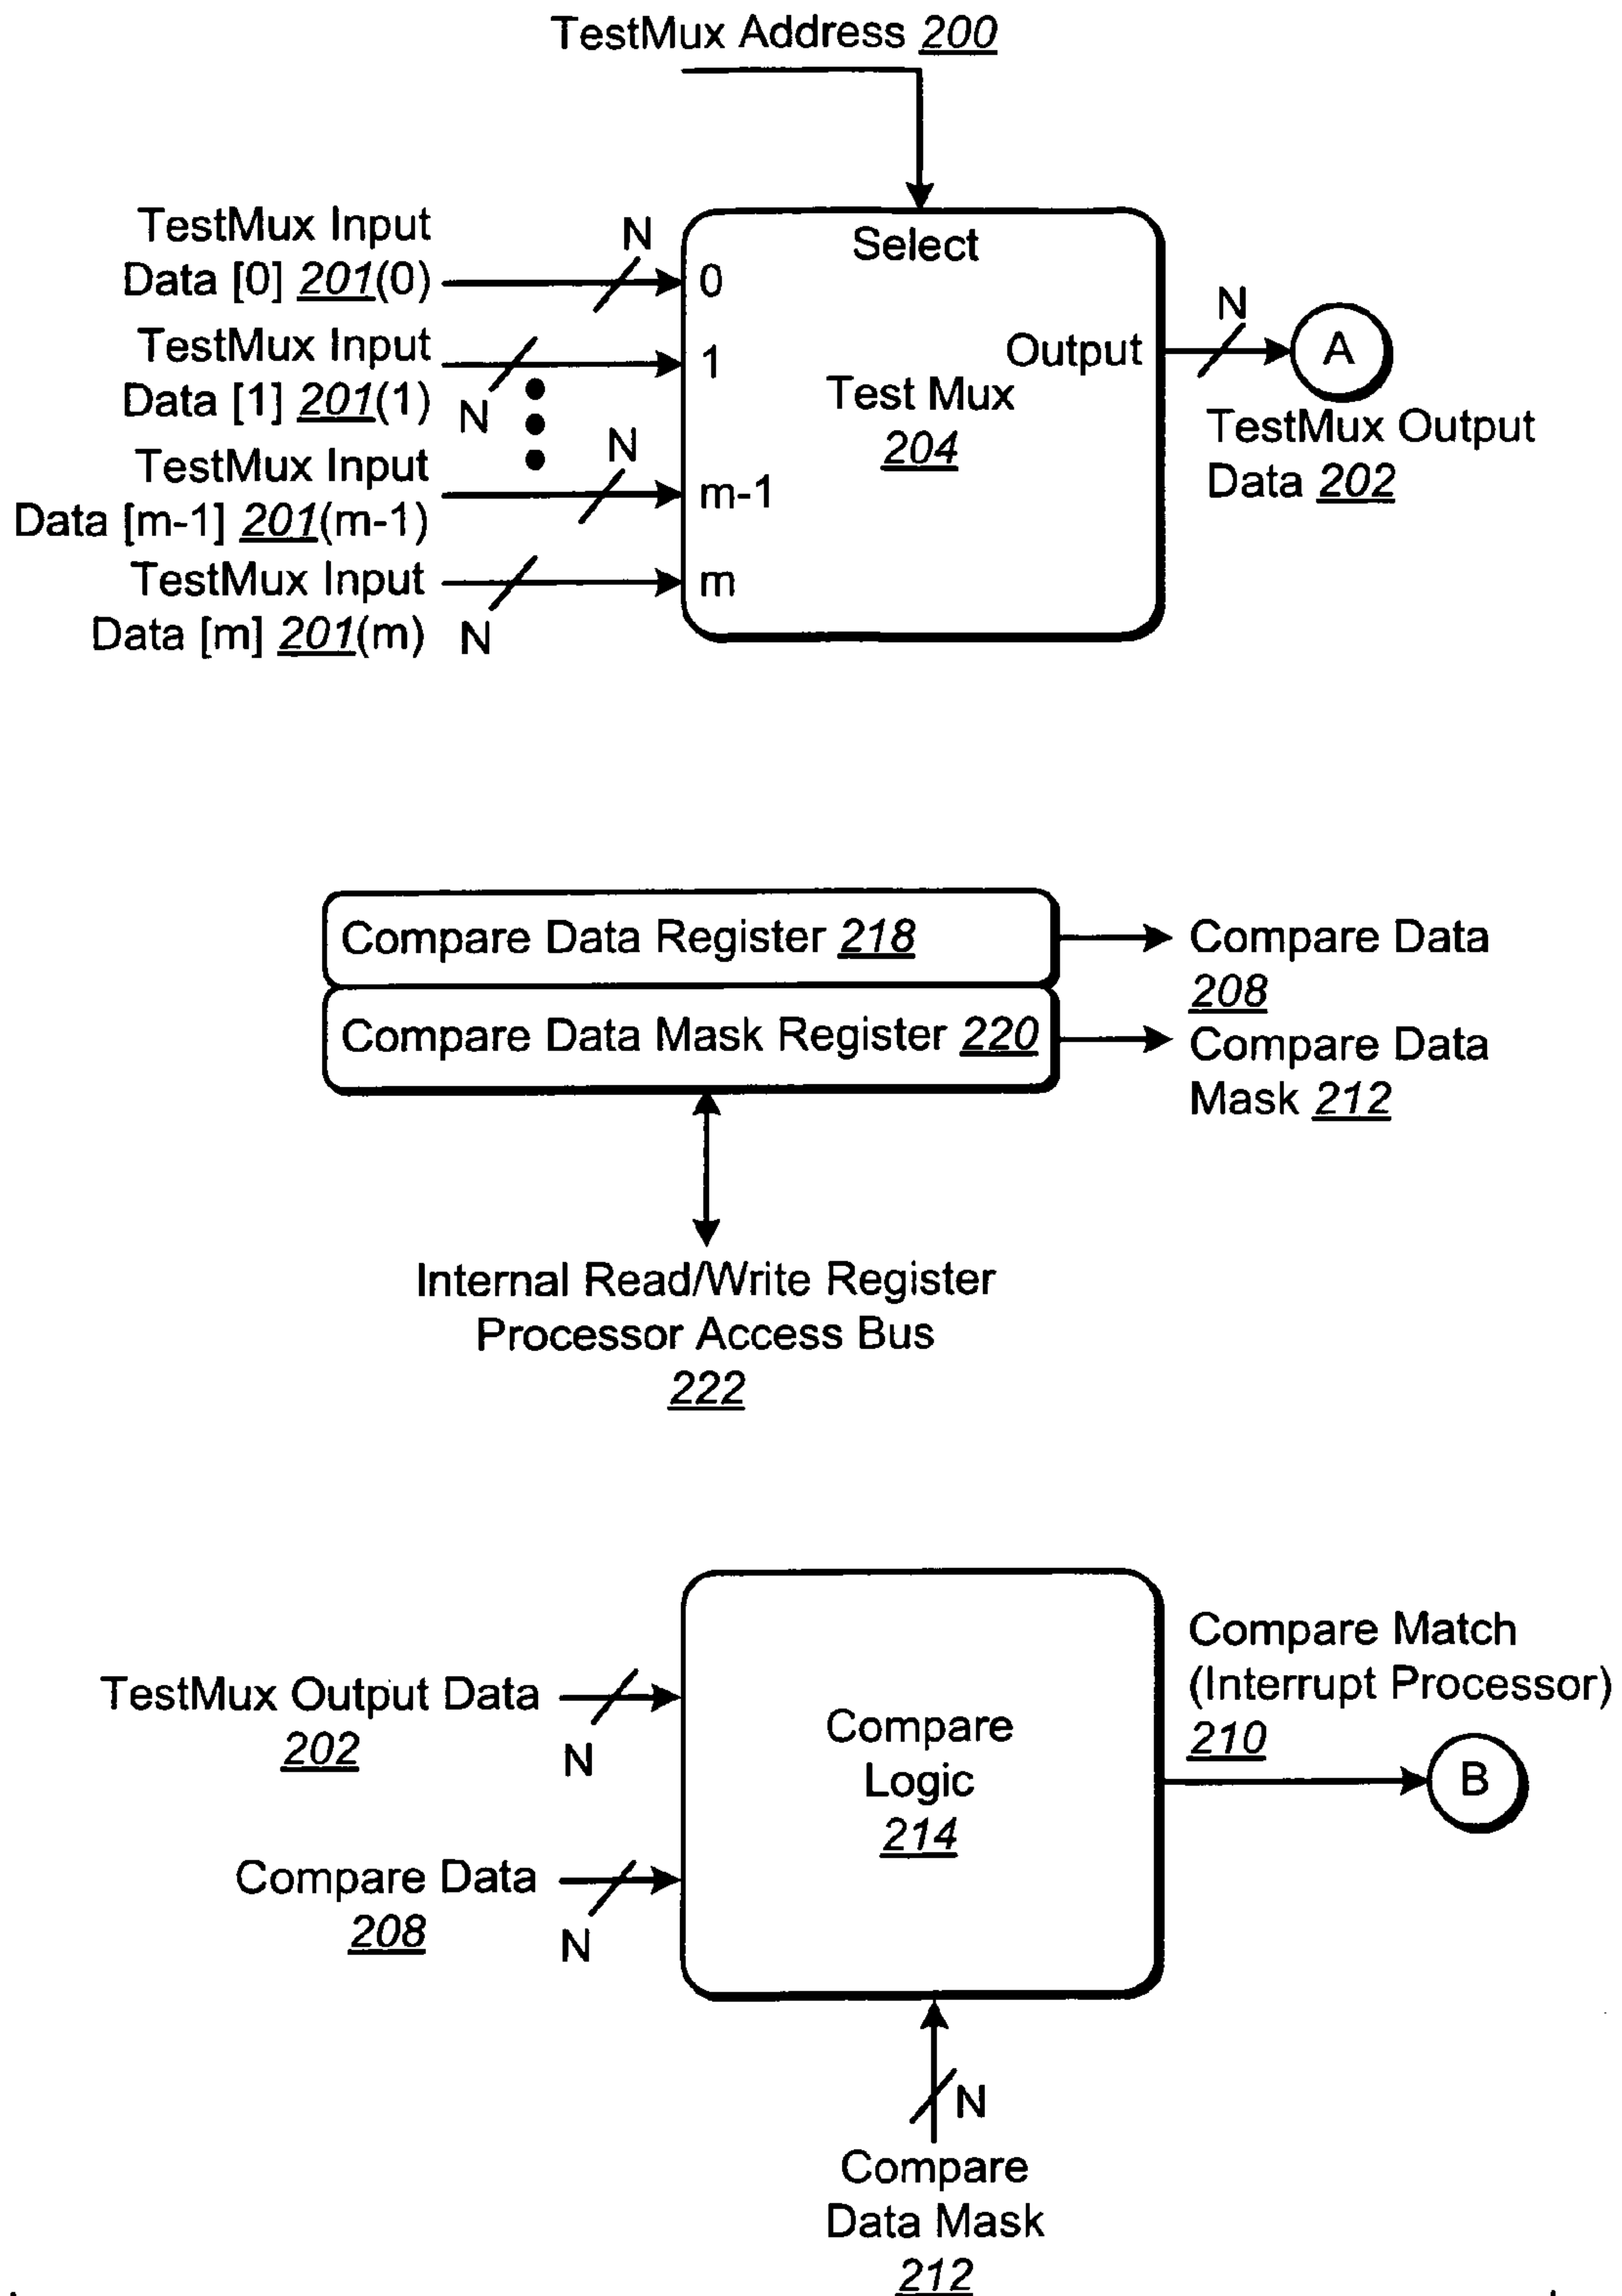 TestMux Address 200
TestMux Input
Data [0] 201(0)
N
0
Select
TestMux Input
Data [1] 201(1)
N
1
Test Mux
204
Output
N
A
TestMux Output
Data 202
TestMux Input
Data [m-1] 201(m-1)
N
m-1
TestMux Input
Data [m] 201(m)
N
m
Compare Data Register 218
Compare Data
208
Compare Data Mask Register 220
Compare Data
Mask 212
Internal Read/Write Register
Processor Access Bus
222
TestMux Output Data
202
N
Compare Data
208
N
Compare
Logic
214
Compare Match
(Interrupt Processor)
210
B
N
Compare
Data Mask
212